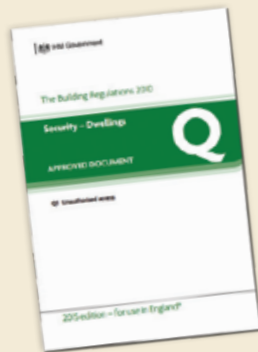 HM Government
The Building Regulations 2010
Security – Dwellings
Q
APPROVED DOCUMENT
Q1 Unauthorised access
2015 edition – for use in England*